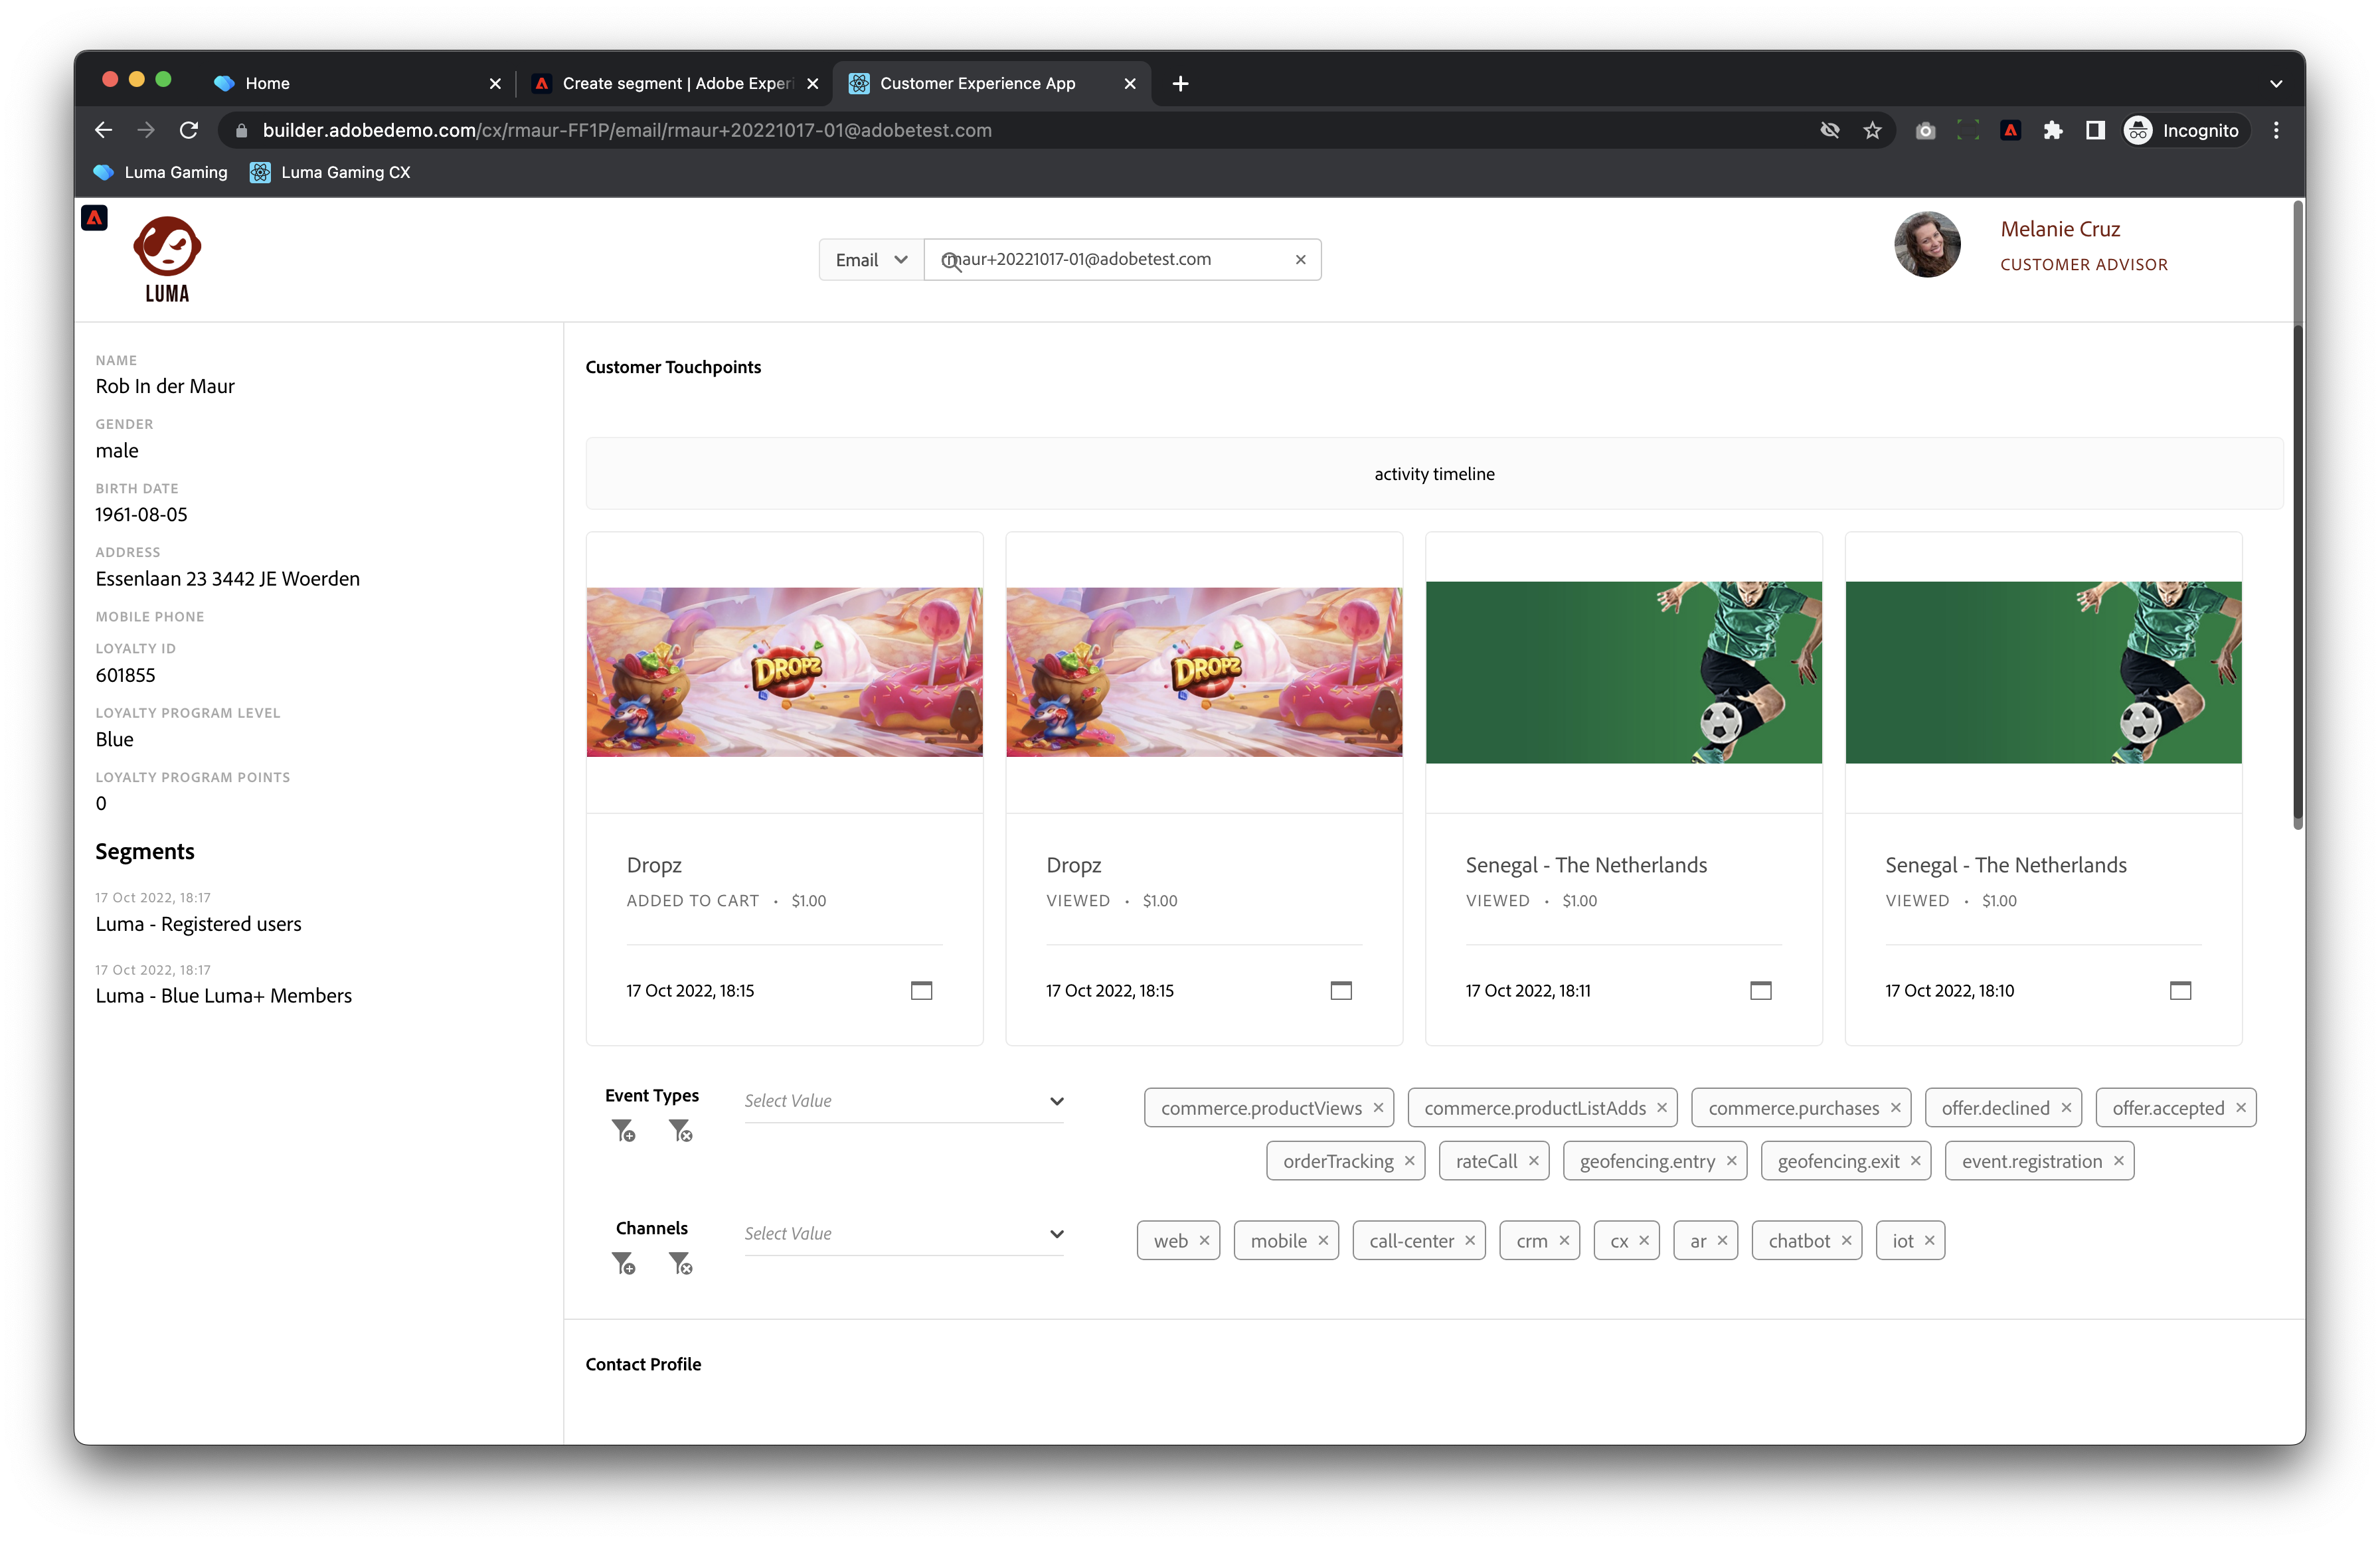 Home
Create segment | Adobe Experi
Customer Experience App
builder.adobedemo.com/cx/rmaur-FF1P/email/rmaur+20221017-01@adobetest.com
Incognito
Luma Gaming
Luma Gaming CX
LUMA
Email
rmaur+20221017-01@adobetest.com
Melanie Cruz
CUSTOMER ADVISOR
NAME
Rob In der Maur
GENDER
male
BIRTH DATE
1961-08-05
ADDRESS
Essenlaan 23 3442 JE Woerden
MOBILE PHONE
LOYALTY ID
601855
LOYALTY PROGRAM LEVEL
Blue
LOYALTY PROGRAM POINTS
0
Segments
17 Oct 2022, 18:17
Luma - Registered users
17 Oct 2022, 18:17
Luma - Blue Luma+ Members
Customer Touchpoints
activity timeline
DROPZ
Dropz
ADDED TO CART • $1.00
17 Oct 2022, 18:15
DROPZ
Dropz
VIEWED • $1.00
17 Oct 2022, 18:15
Senegal - The Netherlands
VIEWED • $1.00
17 Oct 2022, 18:11
Senegal - The Netherlands
VIEWED • $1.00
17 Oct 2022, 18:10
Event Types
Select Value
commerce.productViews commerce.productListAdds commerce.purchases offer.declined offer.accepted
orderTracking rateCall geofencing.entry geofencing.exit event.registration
Channels
Select Value
web mobile call-center crm cx ar chatbot iot
Contact Profile